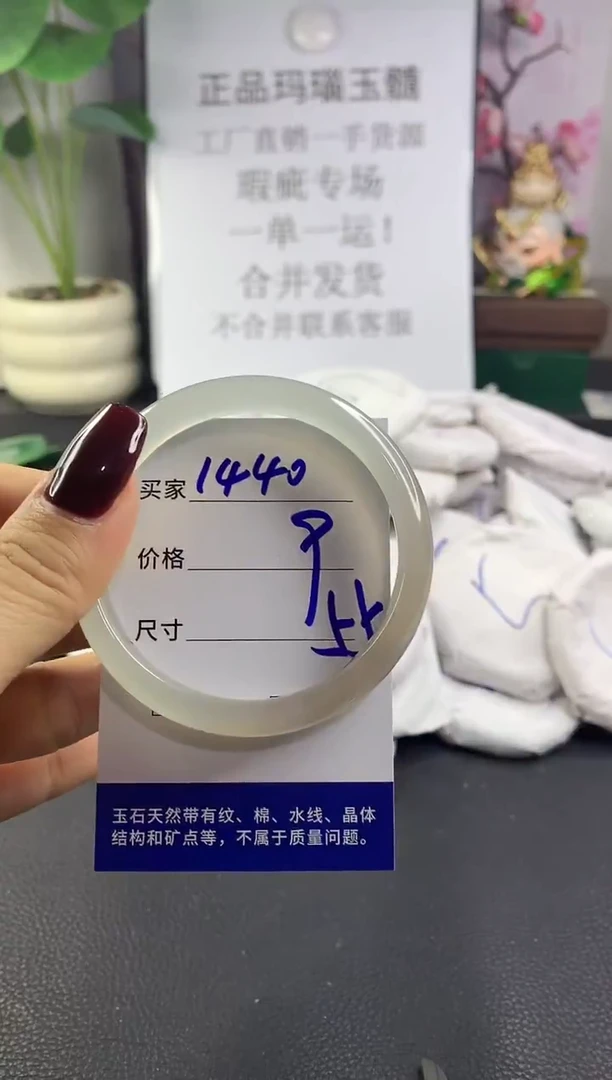 正品玛瑙玉髓
工厂直销一手货源
瑕疵专场
一单一运！
合并发货
不合并联系客服
买家 1440
价格
尺寸
玉石天然带有纹、棉、水线、晶体
结构和矿点等，不属于质量问题。